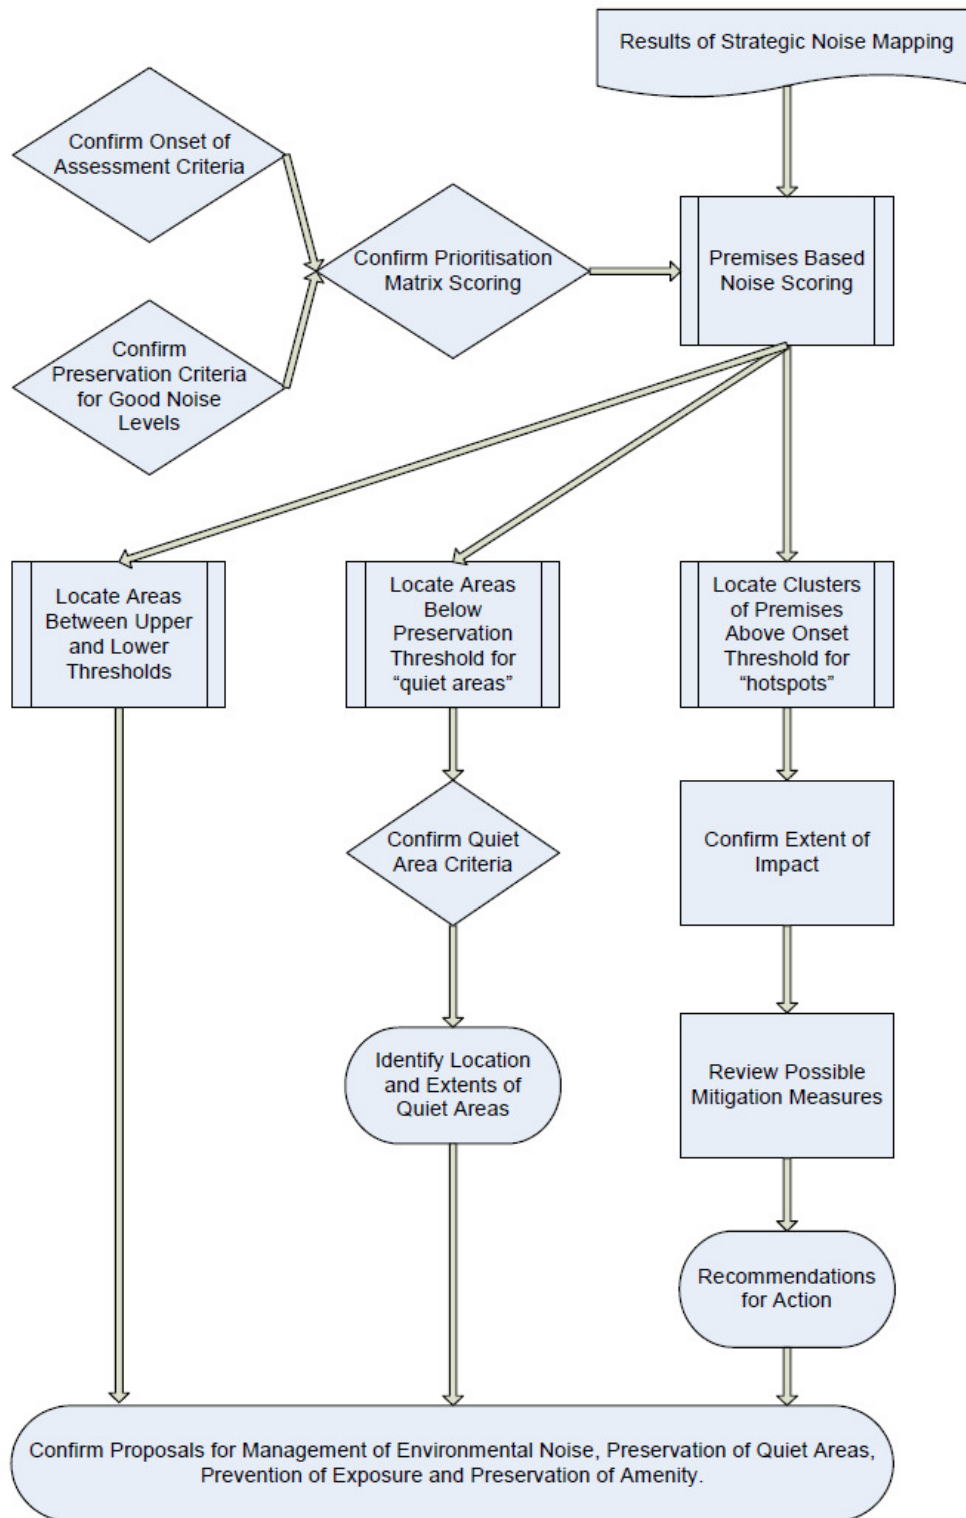 Results of Strategic Noise Mapping
Confirm Onset of
Assessment Criteria
Confirm Prioritisation
Matrix Scoring
Premises Based
Noise Scoring
Confirm
Preservation Criteria
for Good Noise
Levels
Locate Areas
Between Upper
and Lower
Thresholds
Locate Areas
Below
Preservation
Threshold for
“quiet areas”
Locate Clusters
of Premises
Above Onset
Threshold for
“hotspots”
Confirm Quiet
Area Criteria
Confirm Extent of
Impact
Identify Location
and Extents of
Quiet Areas
Review Possible
Mitigation Measures
Recommendations
for Action
Confirm Proposals for Management of Environmental Noise, Preservation of Quiet Areas,
Prevention of Exposure and Preservation of Amenity.